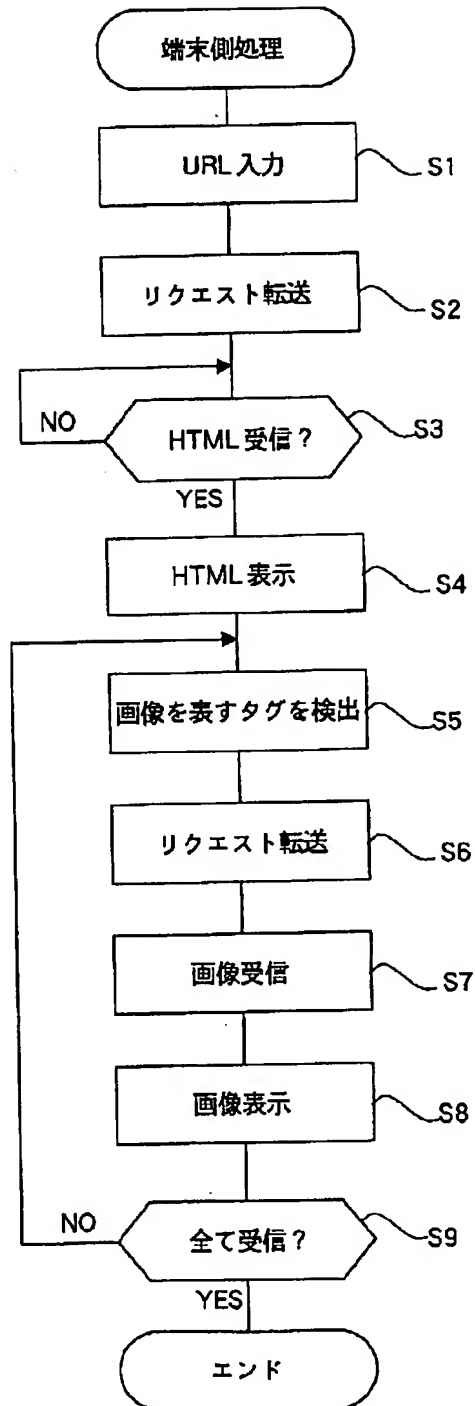 端末側処理
URL入力
S1
リクエスト転送
S2
HTML受信?
S3
NO
YES
HTML表示
S4
画像を表すタグを検出
S5
リクエスト転送
S6
画像受信
S7
画像表示
S8
全て受信?
S9
NO
YES
エンド